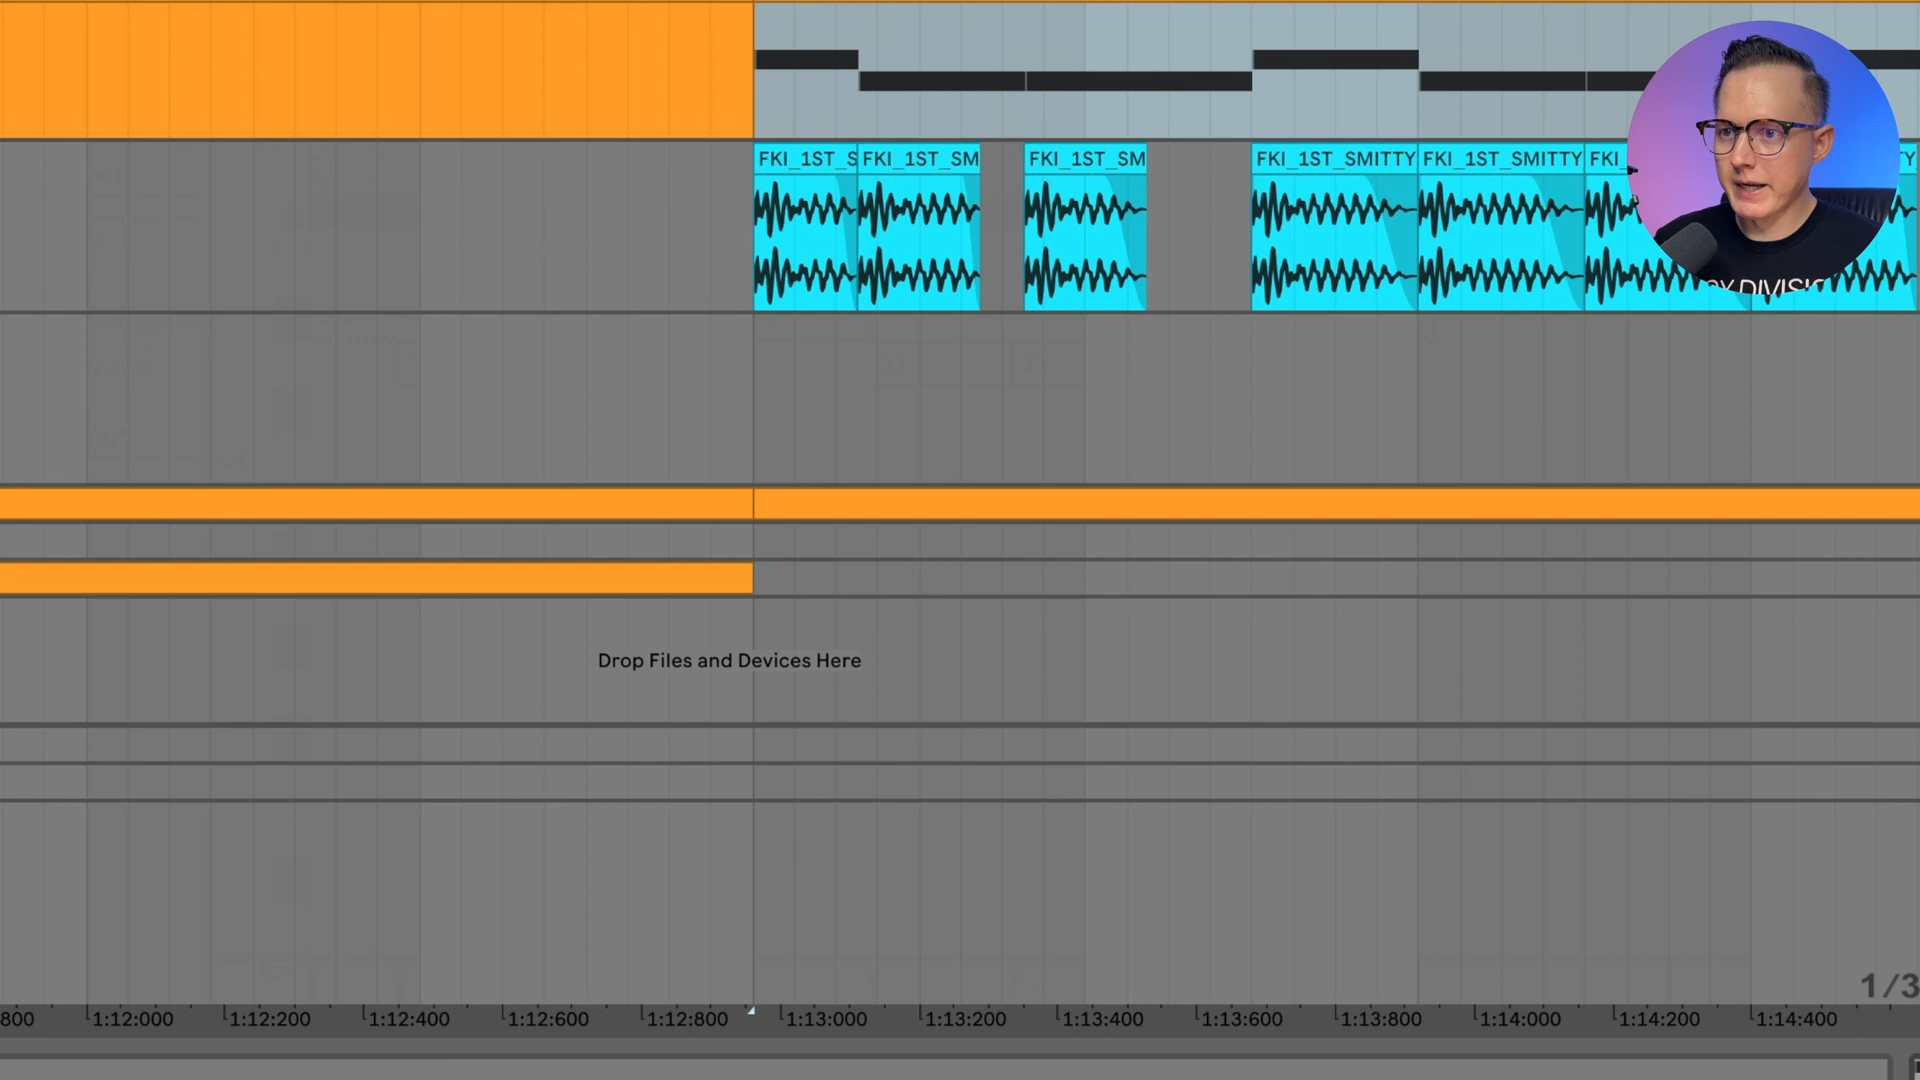 FKI_1ST_S FKI_1ST_SM FKI_1ST_SM FKI_1ST_SMITTY FKI_1ST_SMITTY FKI_
Drop Files and Devices Here
1/3
800 1:12:000 1:12:200 1:12:400 1:12:600 1:12:800 1:13:000 1:13:200 1:13:400 1:13:600 1:13:800 1:14:000 1:14:200 1:14:400